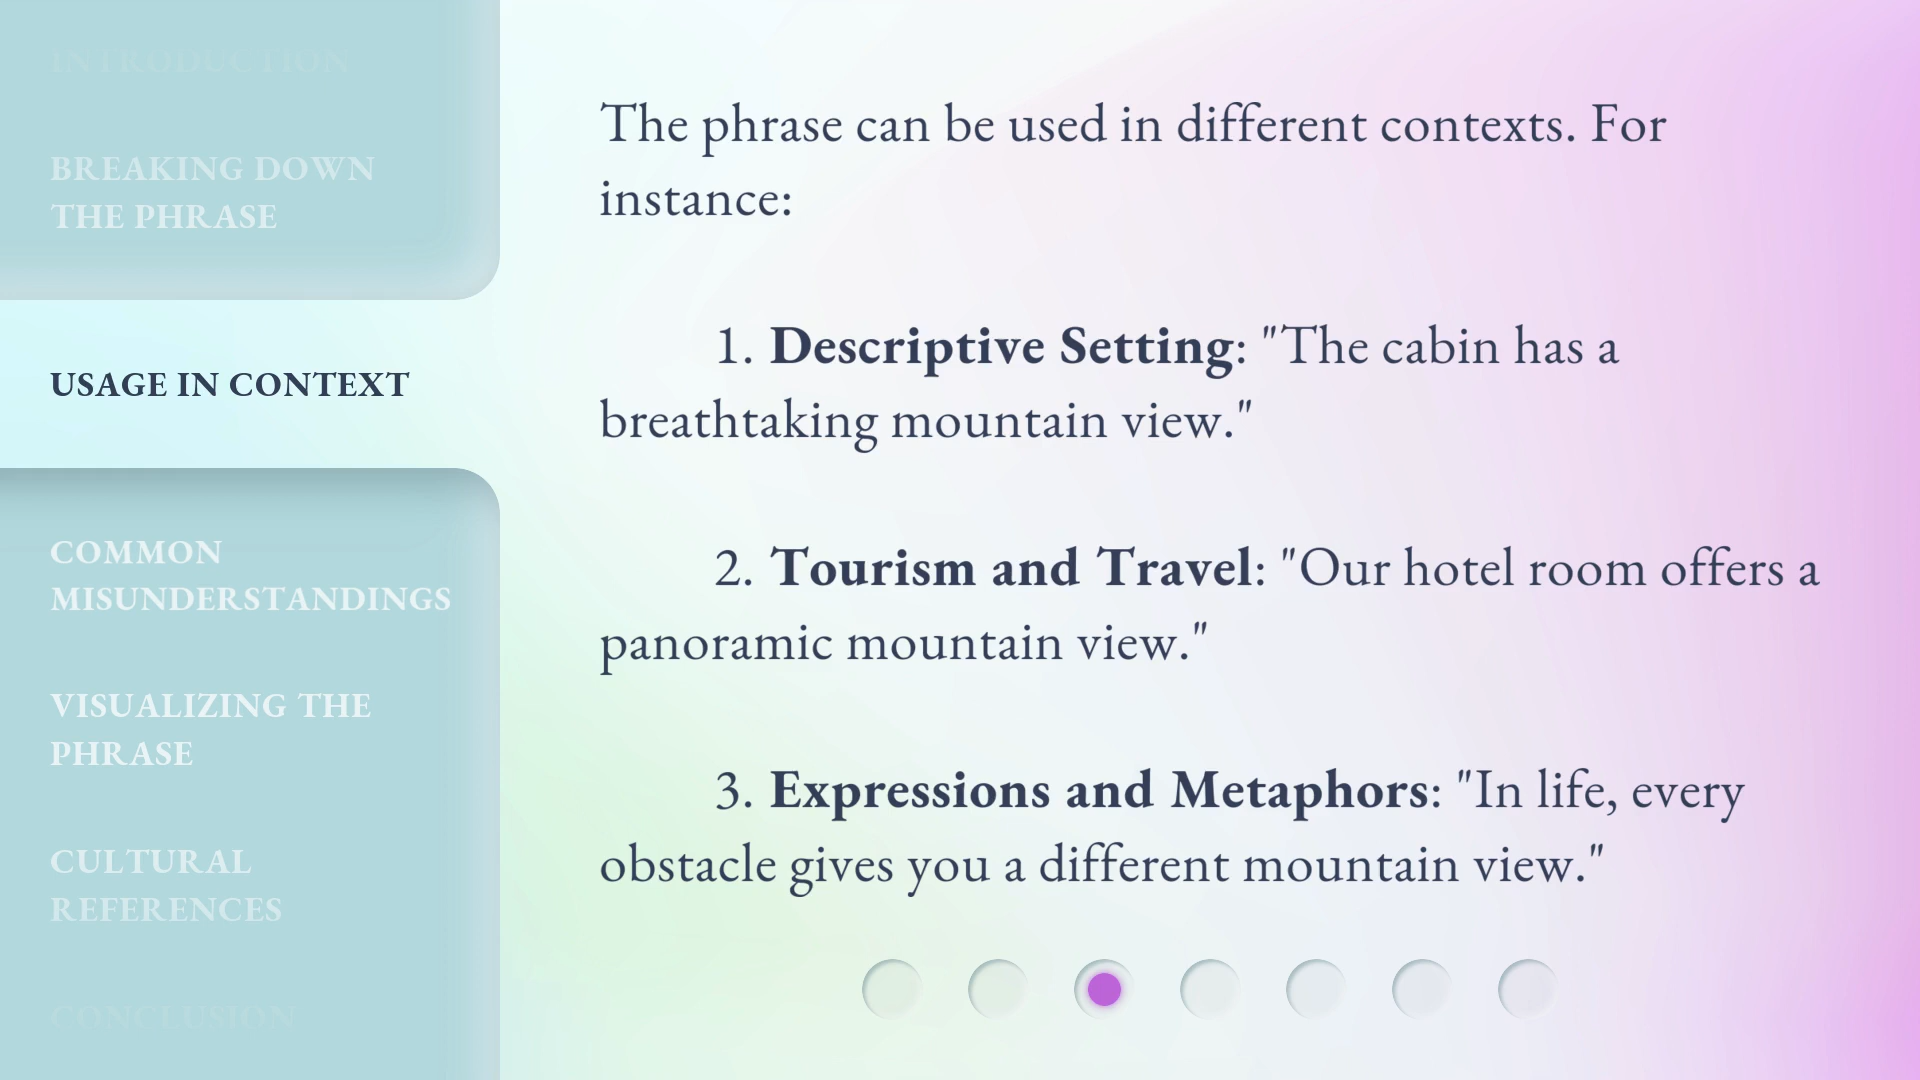 INTRODUCTION
BREAKING DOWN
THE PHRASE
USAGE IN CONTEXT
COMMON
MISUNDERSTANDINGS
VISUALIZING THE
PHRASE
CULTURAL
REFERENCES
CONCLUSION
The phrase can be used in different contexts. For
instance:
1. Descriptive Setting: "The cabin has a
breathtaking mountain view."
2. Tourism and Travel: "Our hotel room offers a
panoramic mountain view."
3. Expressions and Metaphors: "In life, every
obstacle gives you a different mountain view."